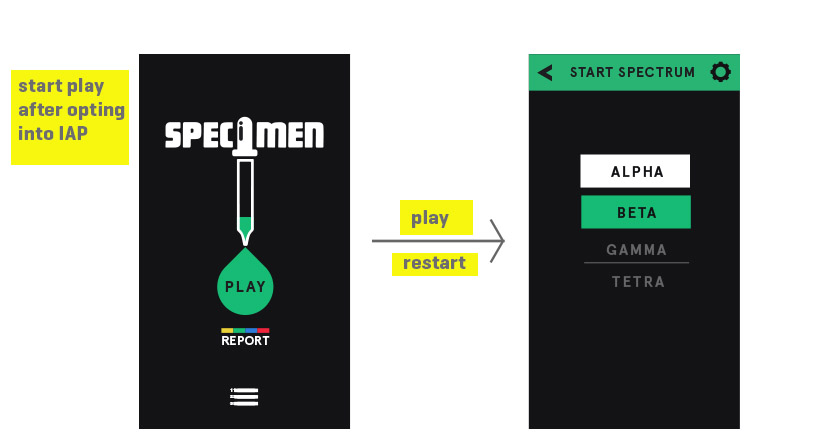 start play
after opting
into IAP
SPECIMEN
PLAY
REPORT
play
restart
START SPECTRUM
ALPHA
BETA
GAMMA
TETRA